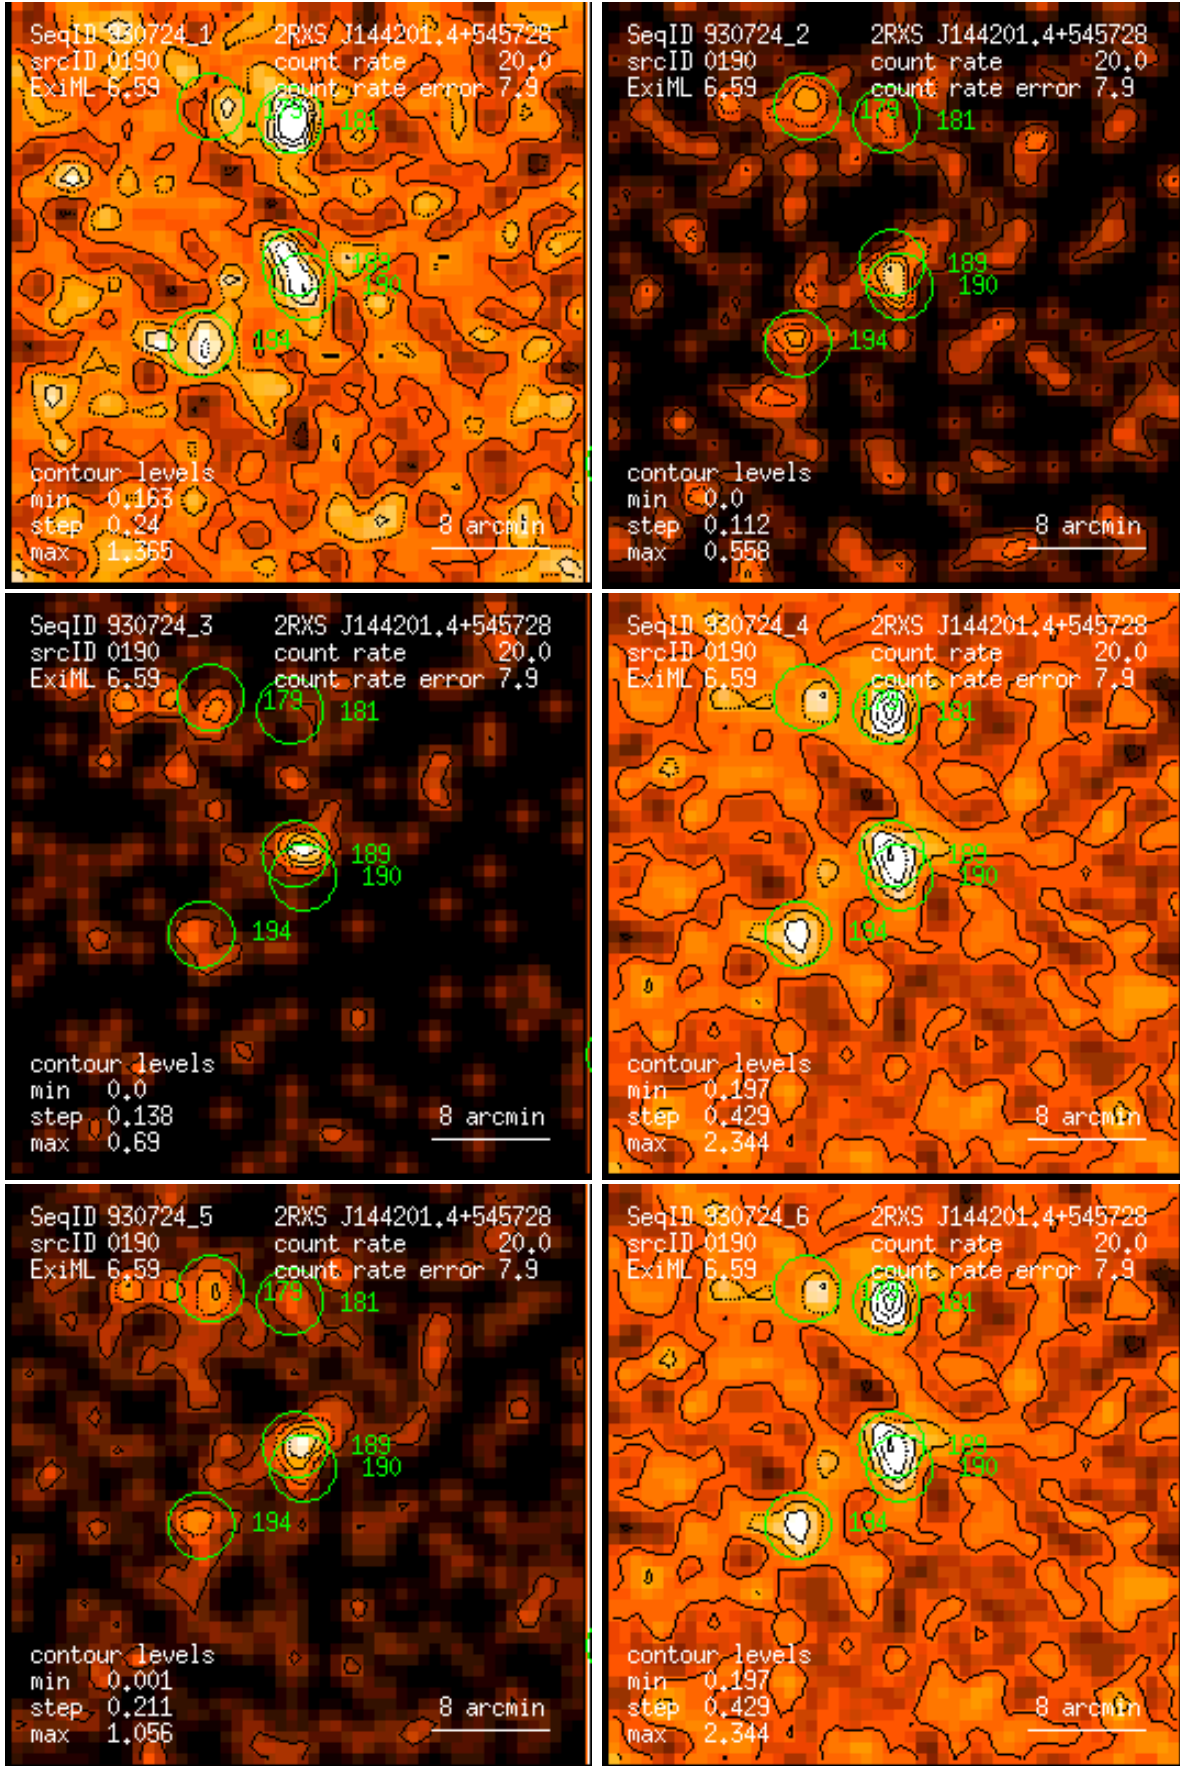 SeqID 930724_1 2RXS J144201.4+545728
srcID 0190 count rate 20.0
ExiML 6.59 count rate error 7.9
179 181
189
190
194
contour levels
min 0.163
step 0.24
max 1.365
8 arcmin
SeqID 930724_2 2RXS J144201.4+545728
srcID 0190 count rate 20.0
ExiML 6.59 count rate error 7.9
179 181
189
190
194
contour levels
min 0.0
step 0.112
max 0.558
8 arcmin
SeqID 930724_3 2RXS J144201.4+545728
srcID 0190 count rate 20.0
ExiML 6.59 count rate error 7.9
179 181
189
190
194
contour levels
min 0.0
step 0.138
max 0.69
8 arcmin
SeqID 930724_4 2RXS J144201.4+545728
srcID 0190 count rate 20.0
ExiML 6.59 count rate error 7.9
179 181
189
190
194
contour levels
min 0.197
step 0.429
max 2.344
8 arcmin
SeqID 930724_5 2RXS J144201.4+545728
srcID 0190 count rate 20.0
ExiML 6.59 count rate error 7.9
179 181
189
190
194
contour levels
min 0.001
step 0.211
max 1.056
8 arcmin
SeqID 930724_6 2RXS J144201.4+545728
srcID 0190 count rate 20.0
ExiML 6.59 count rate error 7.9
179 181
189
190
194
contour levels
min 0.197
step 0.429
max 2.344
8 arcmin